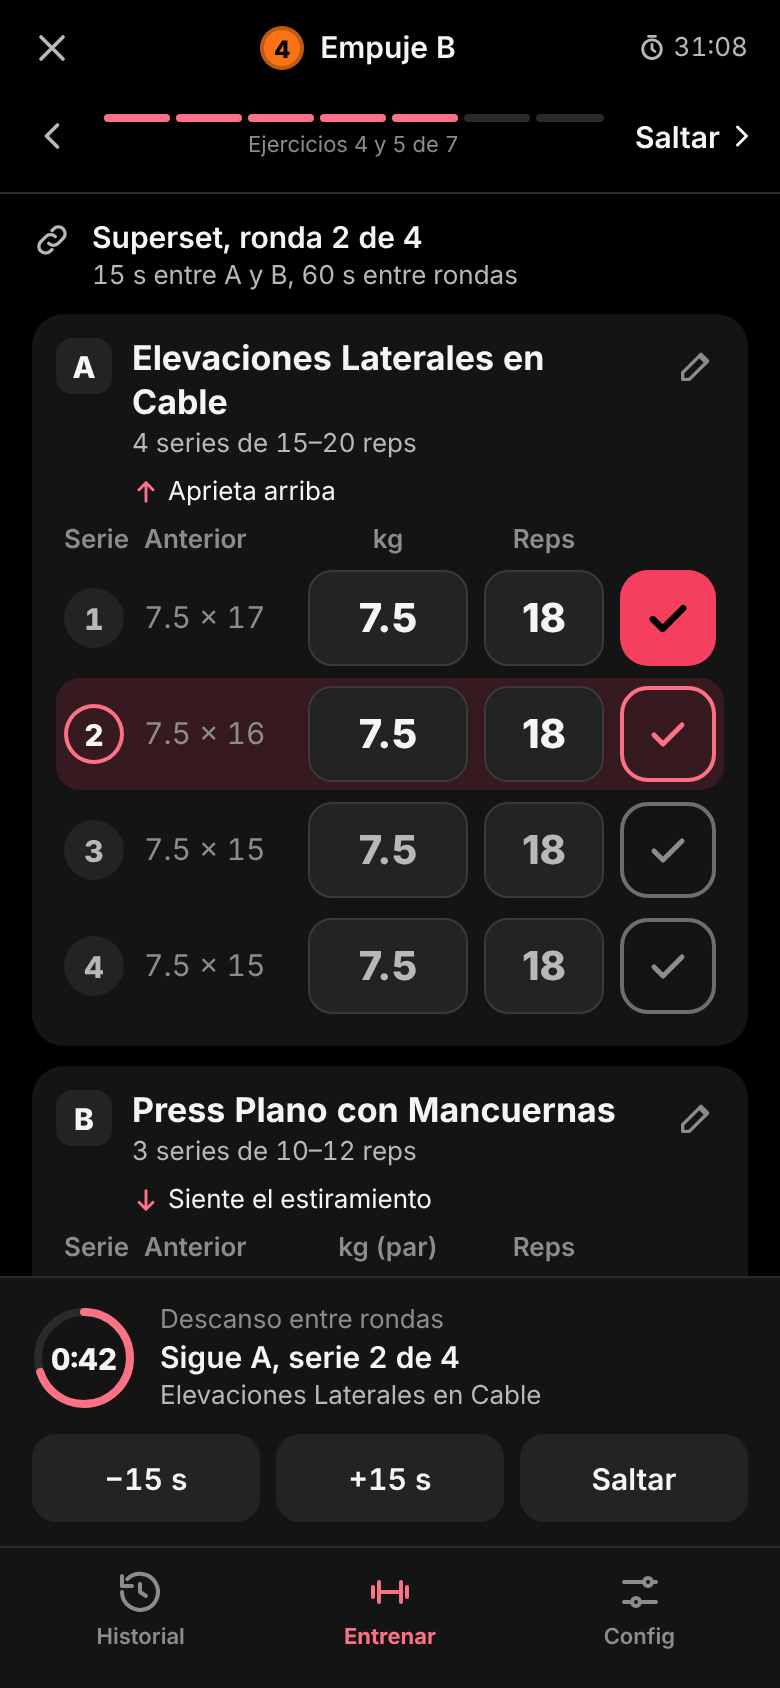 4 Empuje B 31:08
Ejercicios 4 y 5 de 7
Saltar
Superset, ronda 2 de 4
15 s entre A y B, 60 s entre rondas
A Elevaciones Laterales en
Cable
4 series de 15–20 reps
↑ Aprieta arriba
Serie Anterior kg Reps
1 7.5 × 17 7.5 18
2 7.5 × 16 7.5 18
3 7.5 × 15 7.5 18
4 7.5 × 15 7.5 18
B Press Plano con Mancuernas
3 series de 10–12 reps
↓ Siente el estiramiento
Serie Anterior kg (par) Reps
0:42
Descanso entre rondas
Sigue A, serie 2 de 4
Elevaciones Laterales en Cable
−15 s +15 s Saltar
Historial Entrenar Config